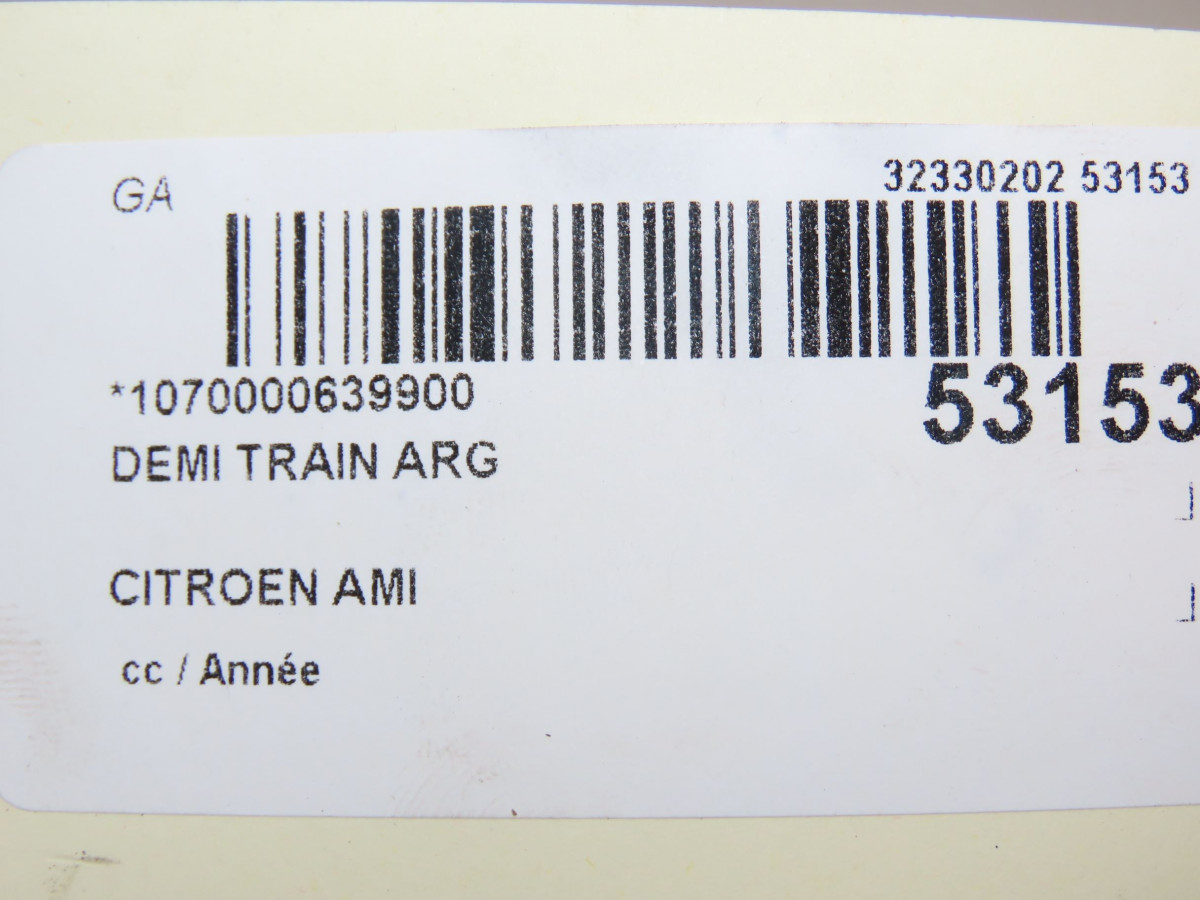 GA
32330202 53153
*1070000639900
53153
DEMI TRAIN ARG
CITROEN AMI
cc / Année